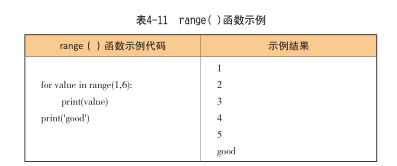 表4-11 range( )函数示例
range ( ) 函数示例代码 示例结果
for value in range(1,6):
print(value)
print('good')
1
2
3
4
5
good